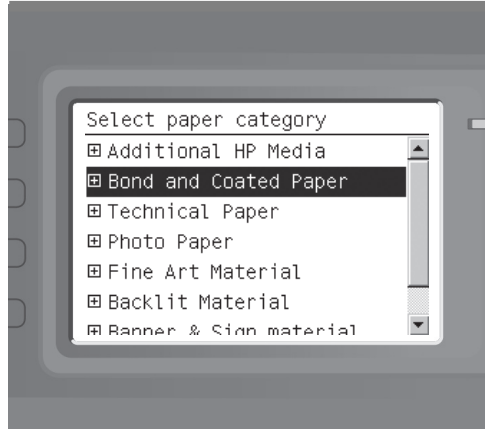 Select paper category
Additional HP Media
Bond and Coated Paper
Technical Paper
Photo Paper
Fine Art Material
Backlit Material
Banner & Sign material